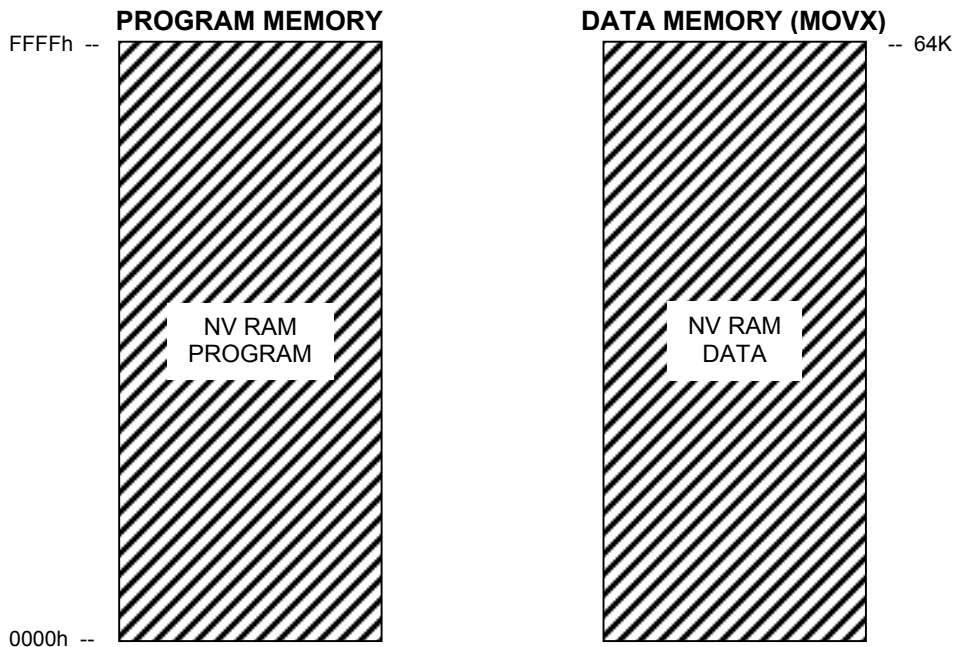 PROGRAM MEMORY
DATA MEMORY (MOVX)
FFFFh --
-- 64K
NV RAM
PROGRAM
NV RAM
DATA
0000h --